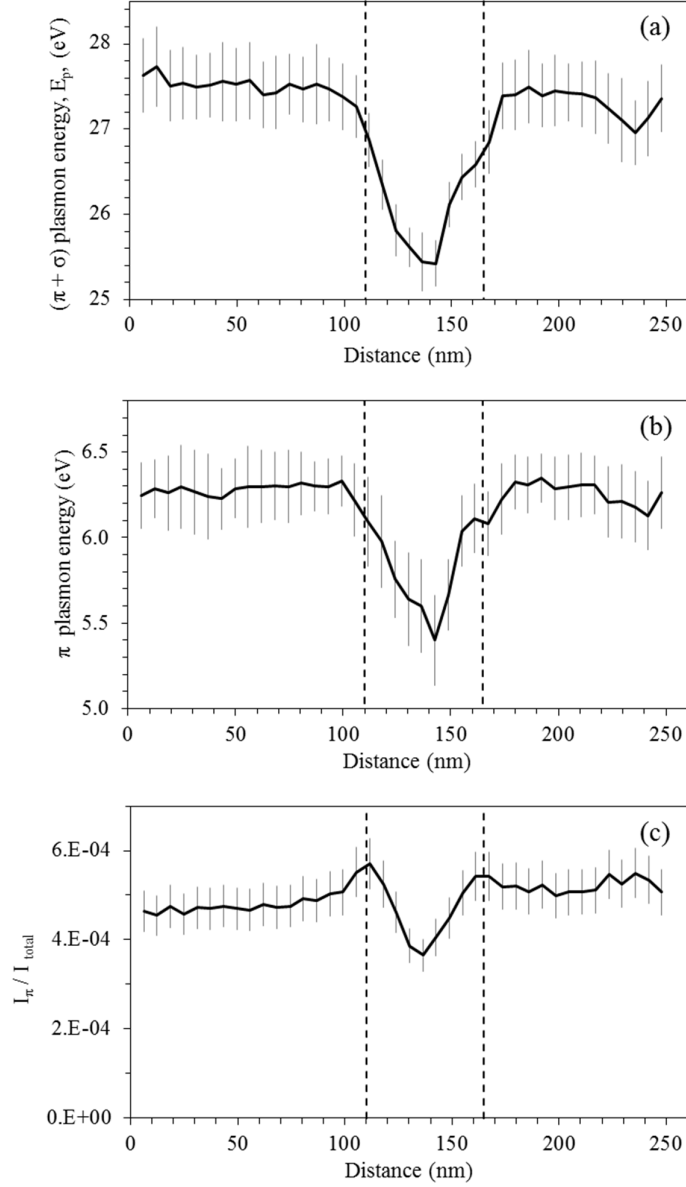 (a)
(π + σ) plasmon energy, Eₚ, (eV)
28
27
26
25
0 50 100 150 200 250
Distance (nm)
(b)
π plasmon energy (eV)
6.5
6.0
5.5
5.0
0 50 100 150 200 250
Distance (nm)
(c)
I_π / I_total
6.E-04
4.E-04
2.E-04
0.E+00
0 50 100 150 200 250
Distance (nm)